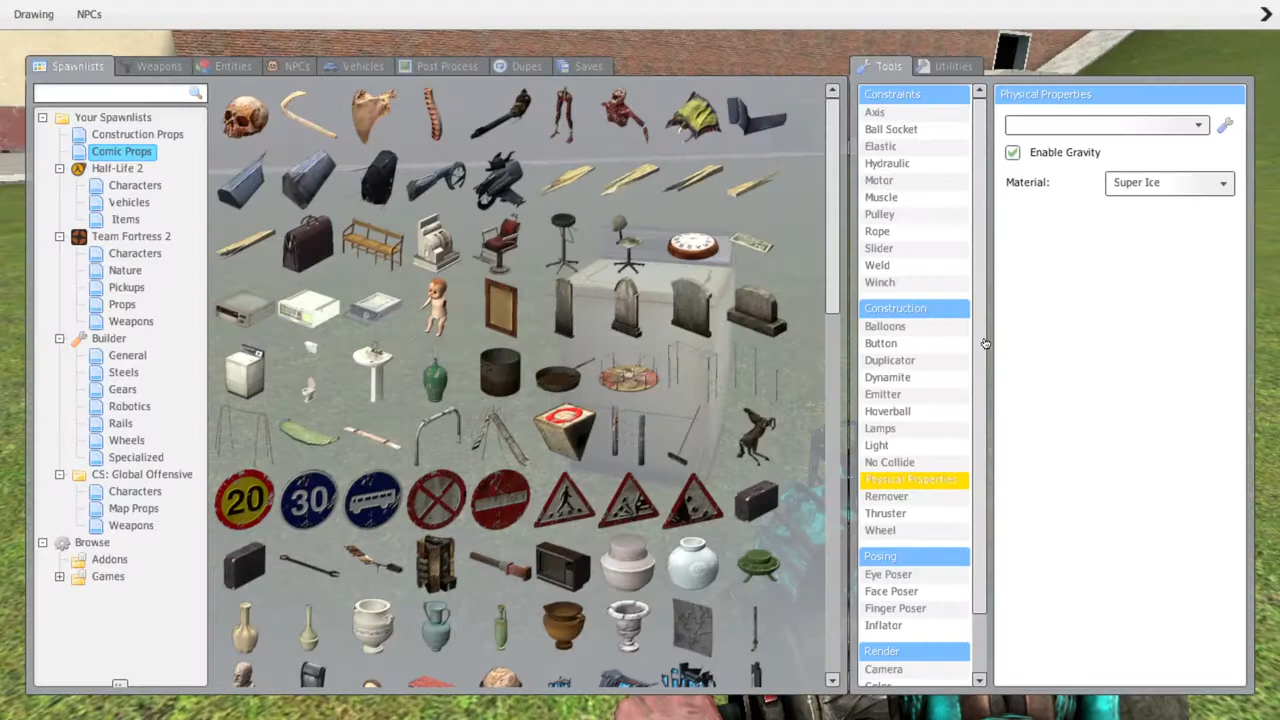 Drawing NPCs
Spawnlists Weapons Entities NPCs Vehicles Post Process Dupes Saves
Tools Utilities
Your Spawnlists
Construction Props
Comic Props
Half-Life 2
Characters
Vehicles
Items
Team Fortress 2
Characters
Nature
Pickups
Props
Weapons
Builder
General
Steels
Gears
Robotics
Rails
Wheels
Specialized
CS: Global Offensive
Characters
Map Props
Weapons
Browse
Addons
Games
20 30
Constraints
Axis
Ball Socket
Elastic
Hydraulic
Motor
Muscle
Pulley
Rope
Slider
Weld
Winch
Construction
Balloons
Button
Duplicator
Dynamite
Emitter
Hoverball
Lamps
Light
No Collide
Physical Properties
Remover
Thruster
Wheel
Posing
Eye Poser
Face Poser
Finger Poser
Inflator
Render
Camera
Color
Physical Properties
Enable Gravity
Material: Super Ice